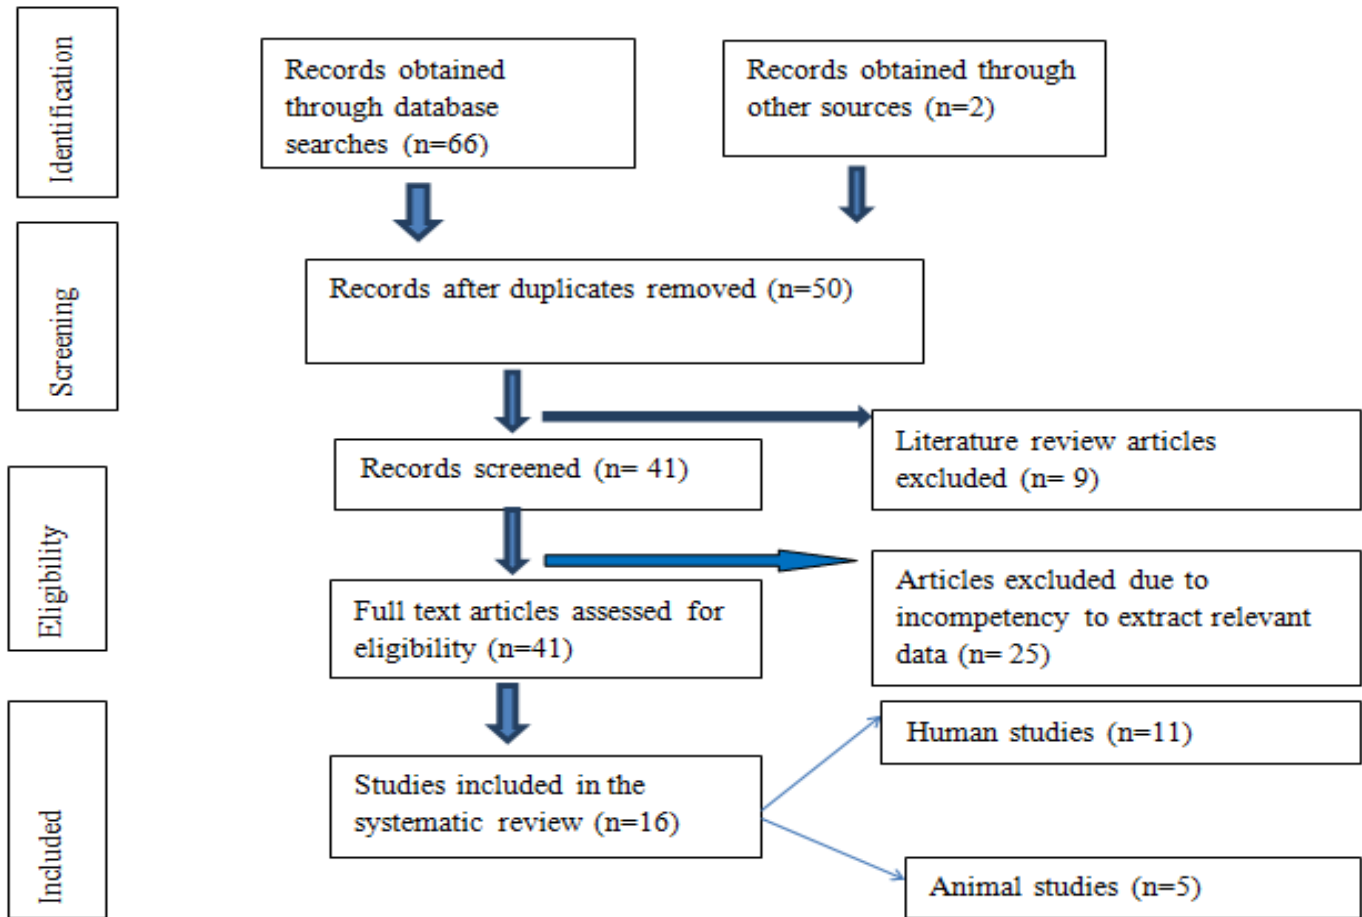 Identification
Records obtained
through database
searches (n=66)
Records obtained through
other sources (n=2)
Screening
Records after duplicates removed (n=50)
Records screened (n= 41)
Literature review articles
excluded (n= 9)
Eligibility
Full text articles assessed for
eligibility (n=41)
Articles excluded due to
incompetency to extract relevant
data (n= 25)
Included
Studies included in the
systematic review (n=16)
Human studies (n=11)
Animal studies (n=5)